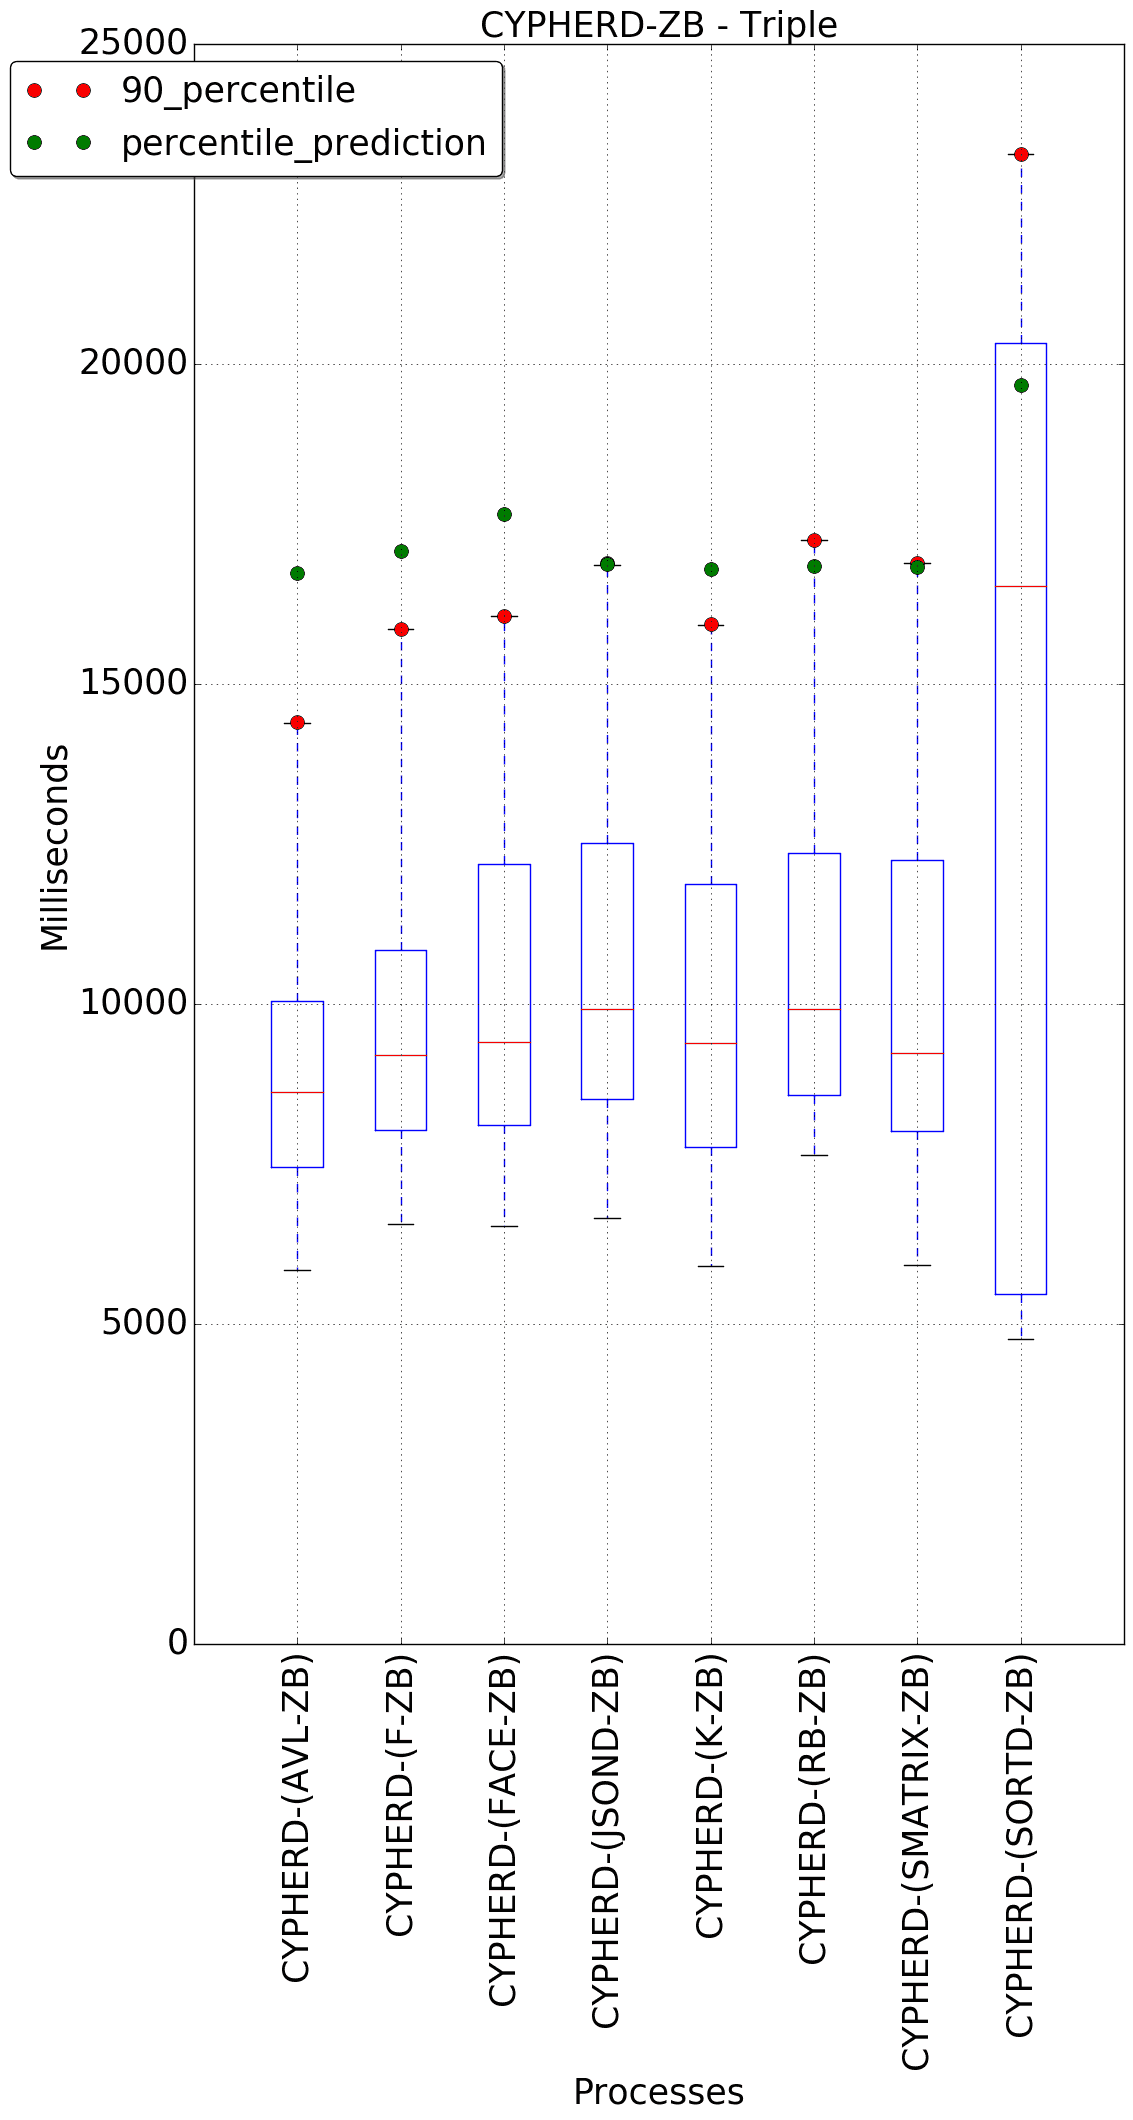 CYPHERD-ZB - Triple
25000
90_percentile
percentile_prediction
20000
15000
Milliseconds
10000
5000
0
CYPHERD-(AVL-ZB)
CYPHERD-(F-ZB)
CYPHERD-(FACE-ZB)
CYPHERD-(JSOND-ZB)
CYPHERD-(K-ZB)
CYPHERD-(RB-ZB)
CYPHERD-(SMATRIX-ZB)
CYPHERD-(SORTD-ZB)
Processes